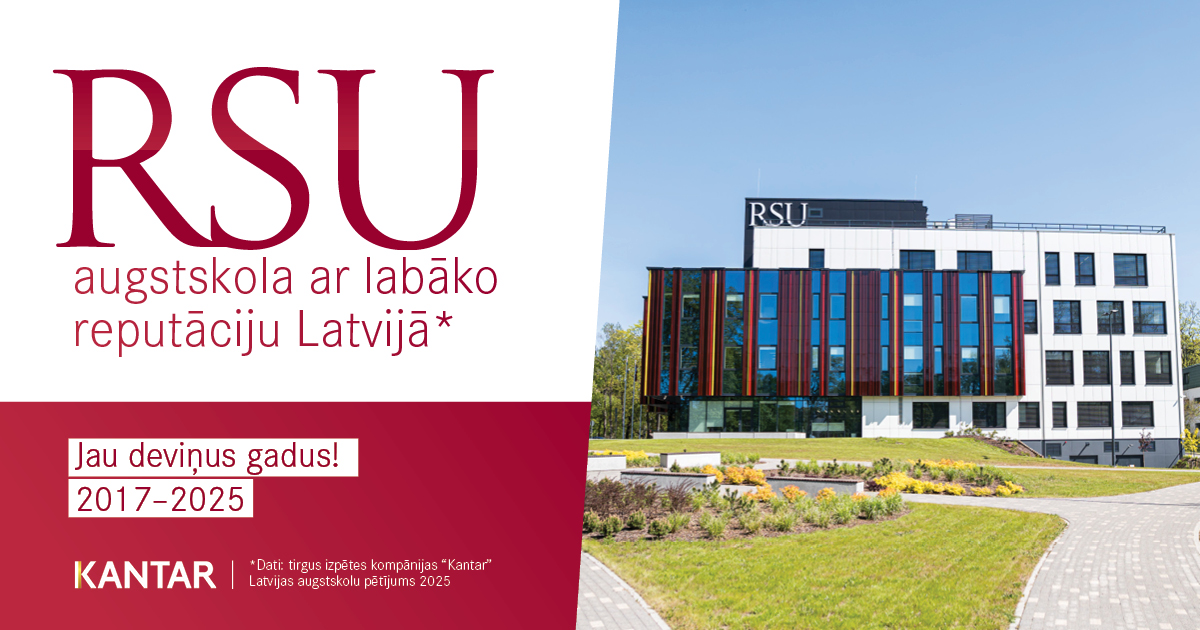 RSU
augstskola ar labāko
reputāciju Latvijā*
Jau deviņus gadus!
2017–2025
KANTAR
*Dati: tirgus izpētes kompānijas “Kantar”
Latvijas augstskolu pētījums 2025
RSU